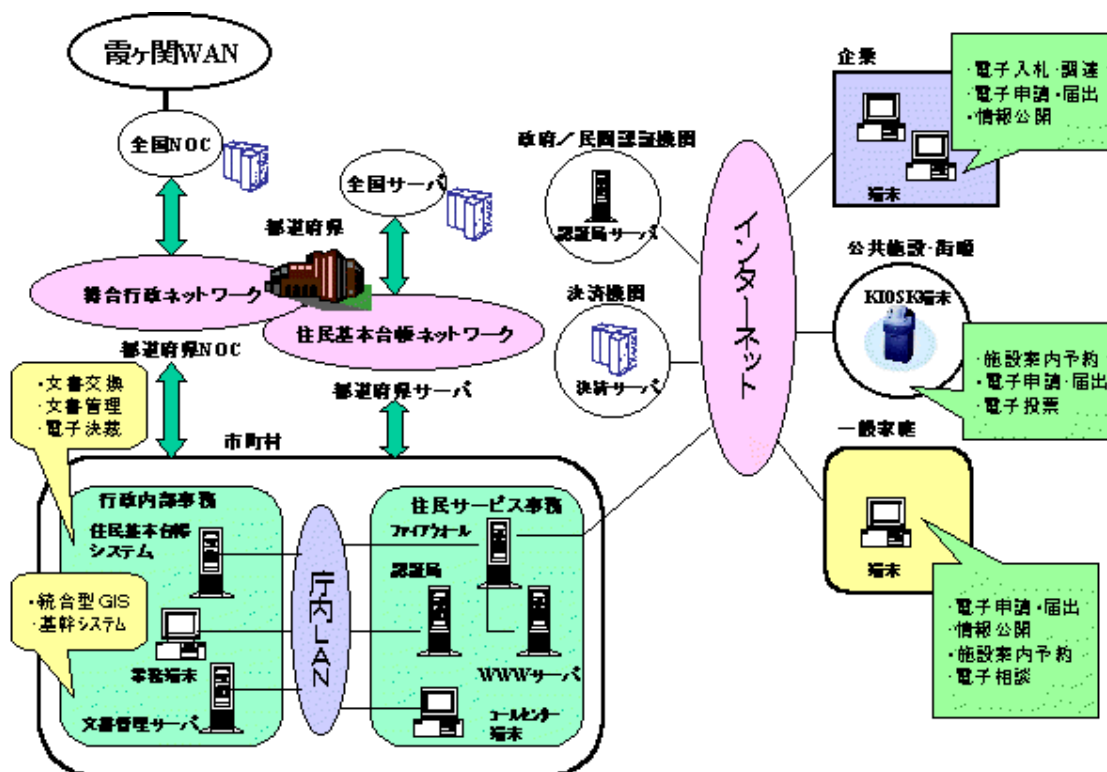 霞ヶ関WAN
全国NOC
全国サーバ
都道府県
総合行政ネットワーク
住民基本台帳ネットワーク
都道府県NOC
都道府県サーバ
・文書交換
・文書管理
・電子決裁
・統合型GIS
・基幹システム
市町村
行政内部事務
住民基本台帳
システム
業務端末
文書管理サーバ
庁内LAN
住民サービス事務
ファイアウォール
認証局
WWWサーバ
コールセンター
端末
政府/民間認証機関
認証局サーバ
決済機関
決済サーバ
インターネット
企業
端末
・電子入札・調達
・電子申請・届出
・情報公開
公共施設・街頭
KIOSK端末
・施設案内予約
・電子申請・届出
・電子投票
一般家庭
端末
・電子申請・届出
・情報公開
・施設案内予約
・電子相談